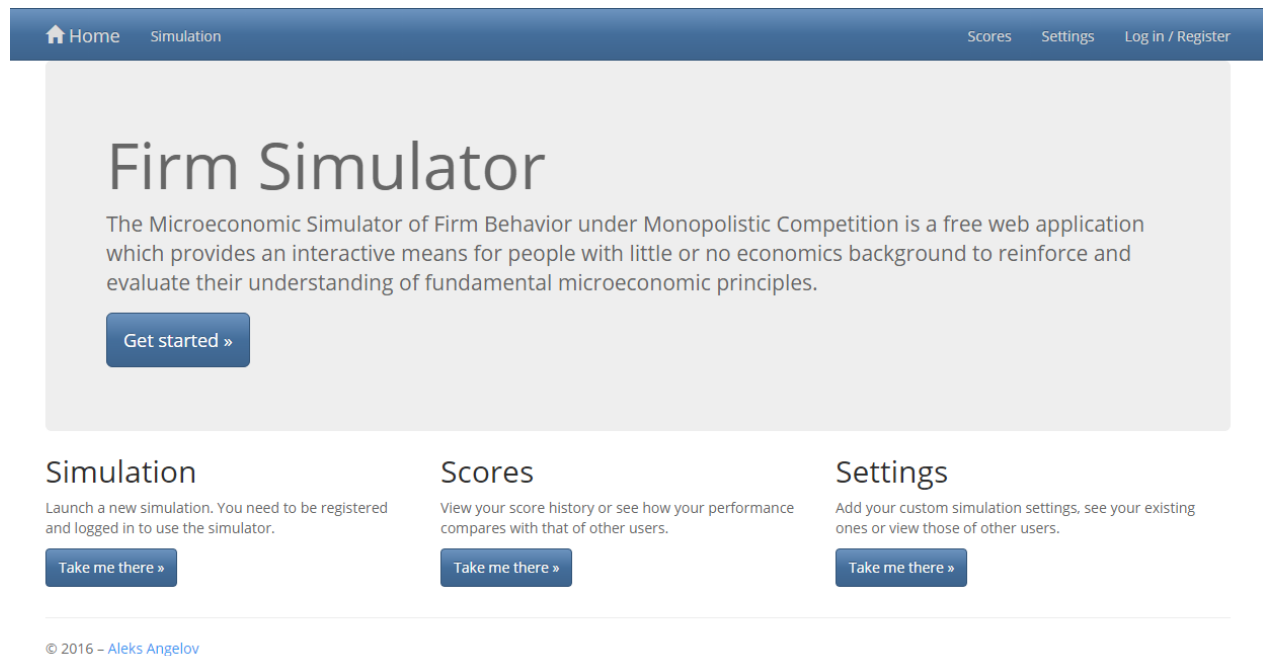 Home Simulation Scores Settings Log in / Register
Firm Simulator
The Microeconomic Simulator of Firm Behavior under Monopolistic Competition is a free web application
which provides an interactive means for people with little or no economics background to reinforce and
evaluate their understanding of fundamental microeconomic principles.
Get started »
Simulation
Launch a new simulation. You need to be registered
and logged in to use the simulator.
Take me there »
Scores
View your score history or see how your performance
compares with that of other users.
Take me there »
Settings
Add your custom simulation settings, see your existing
ones or view those of other users.
Take me there »
© 2016 – Aleks Angelov